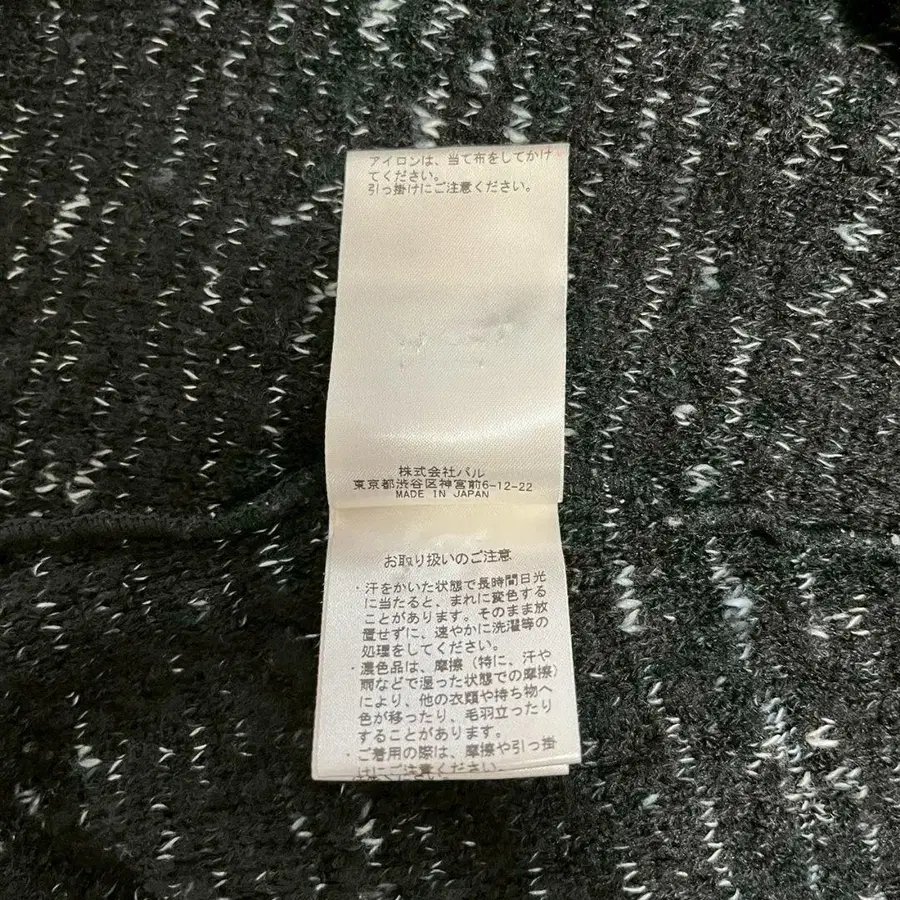 アイロンは、当て布をしてかけ
てください。
引っ掛けにご注意ください。
株式会社パル
東京都渋谷区神宮前6-12-22
MADE IN JAPAN
お取り扱いのご注意
・汗をかいた状態で長時間日光
に当たると、まれに変色する
ことがあります。そのまま放
置せずに、速やかに洗濯等の
処理をしてください。
・濃色品は、摩擦（特に、汗や
雨などで湿った状態での摩擦）
により、他の衣類や持ち物へ
色が移ったり、毛羽立ったり
することがあります。
・ご着用の際は、摩擦や引っ掛
けにご注意ください。